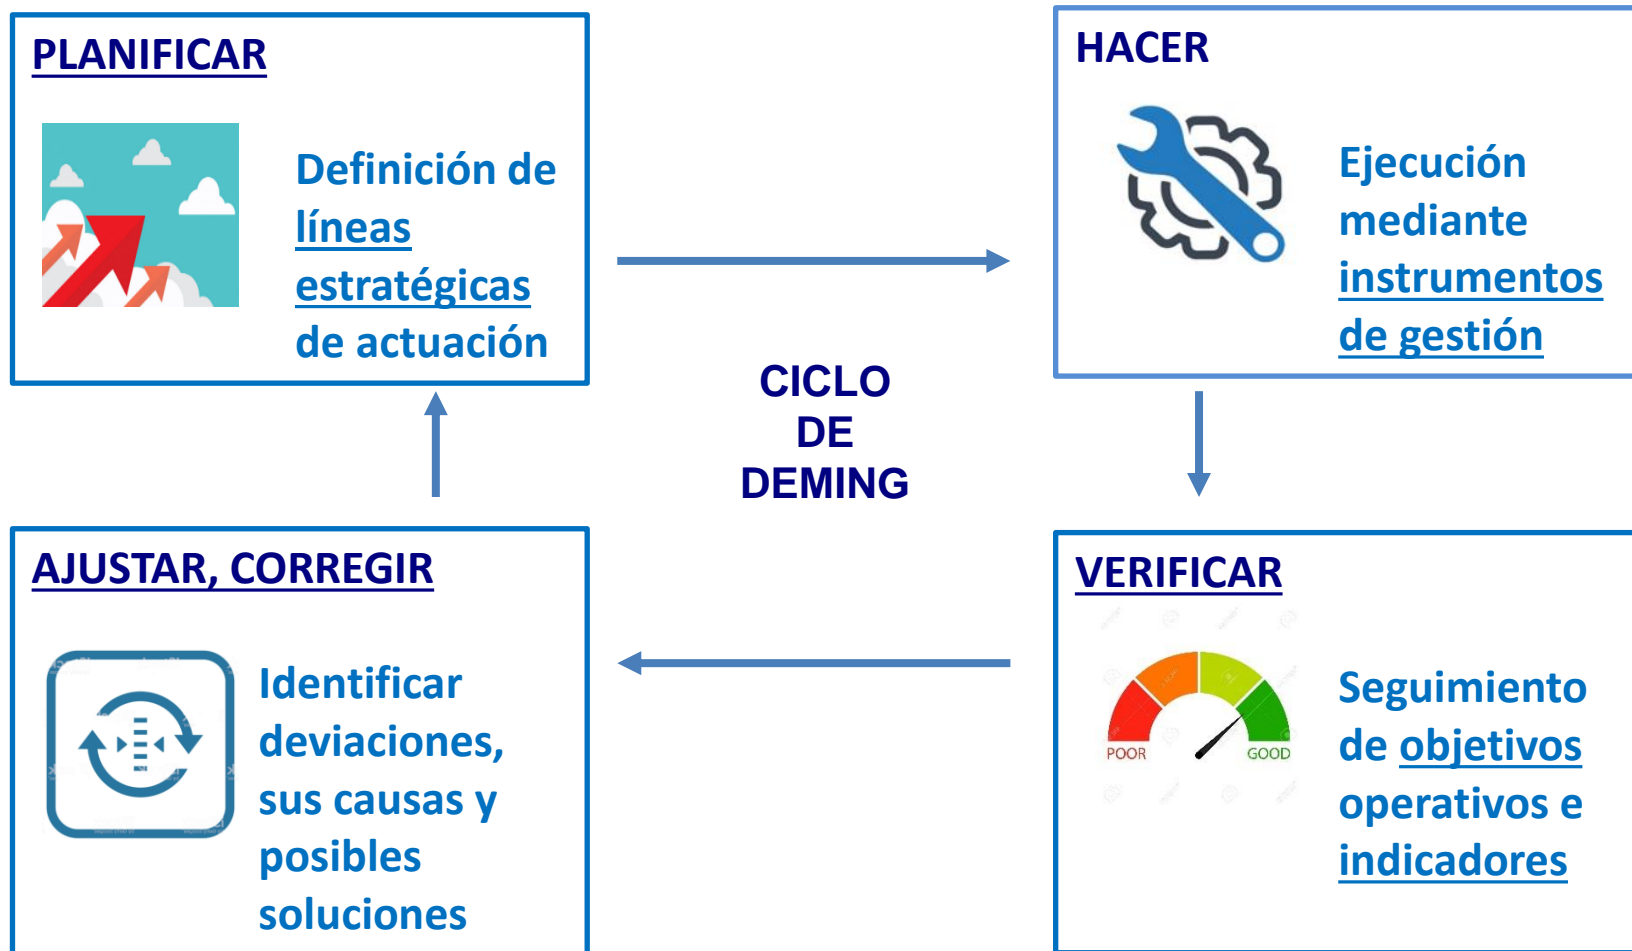 PLANIFICAR
Definición de
líneas
estratégicas
de actuación
HACER
Ejecución
mediante
instrumentos
de gestión
CICLO
DE
DEMING
AJUSTAR, CORREGIR
Identificar
deviaciones,
sus causas y
posibles
soluciones
VERIFICAR
POOR
GOOD
Seguimiento
de objetivos
operativos e
indicadores